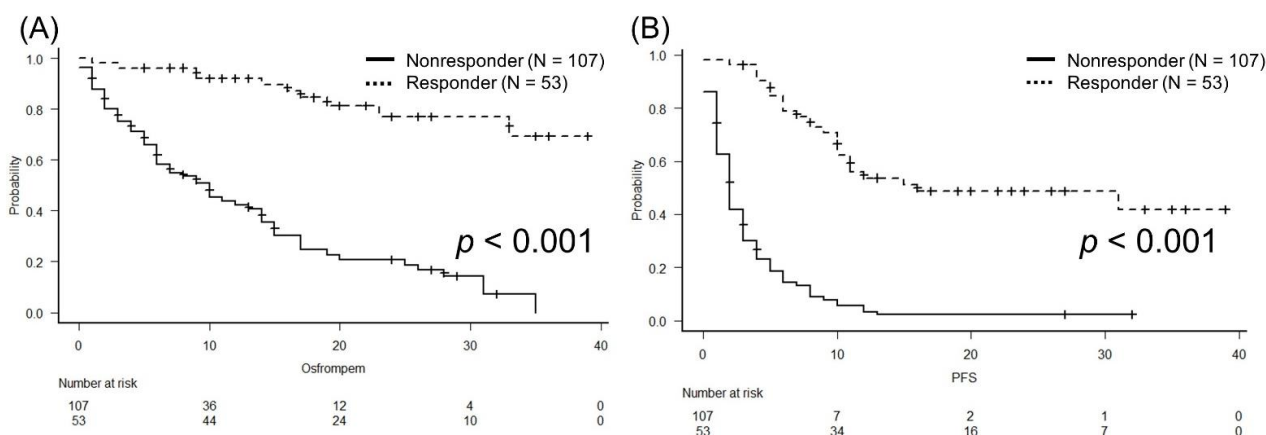 (A)
Nonresponder (N = 107)
Responder (N = 53)
Probability
1.0
0.8
0.6
0.4
0.2
0.0
p < 0.001
0 10 20 30 40
Osfrompem
Number at risk
107 36 12 4 0
53 44 24 10 0
(B)
Nonresponder (N = 107)
Responder (N = 53)
Probability
1.0
0.8
0.6
0.4
0.2
0.0
p < 0.001
0 10 20 30 40
PFS
Number at risk
107 7 2 1 0
53 34 16 7 0